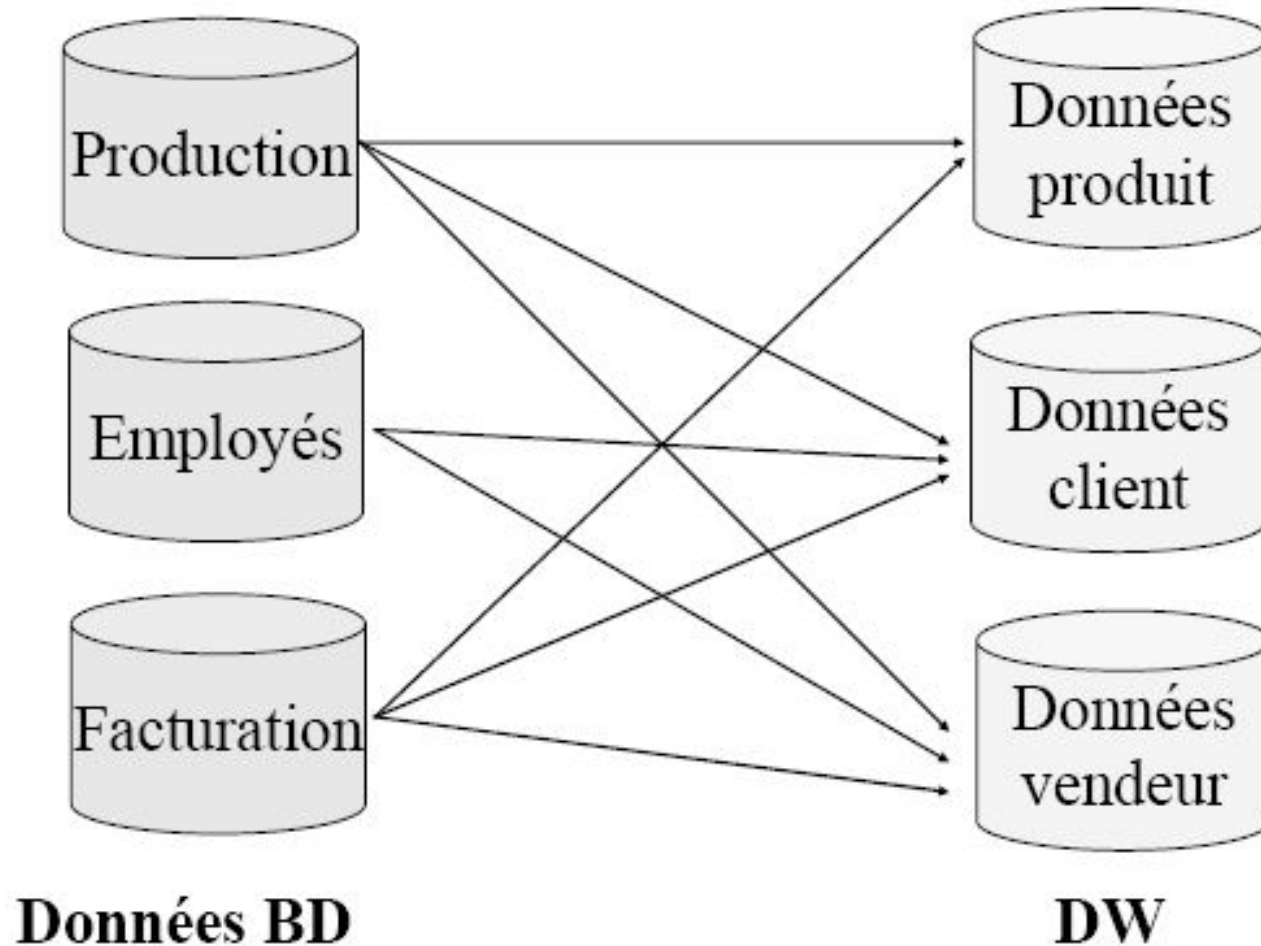 Production
Employés
Facturation
Données BD
Données
produit
Données
client
Données
vendeur
DW